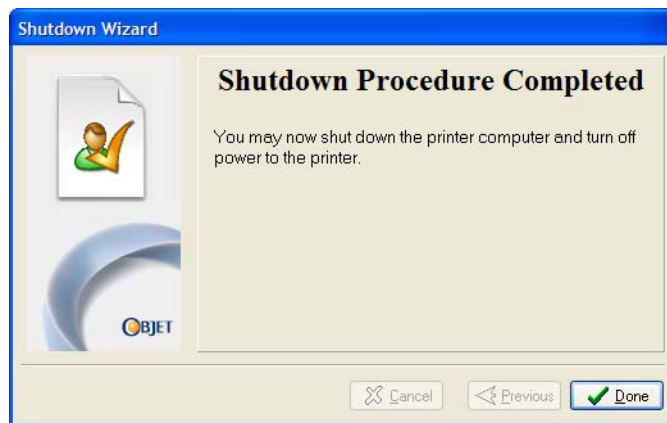 Shutdown Wizard
Shutdown Procedure Completed
You may now shut down the printer computer and turn off
power to the printer.
OBJET
Cancel
Previous
Done